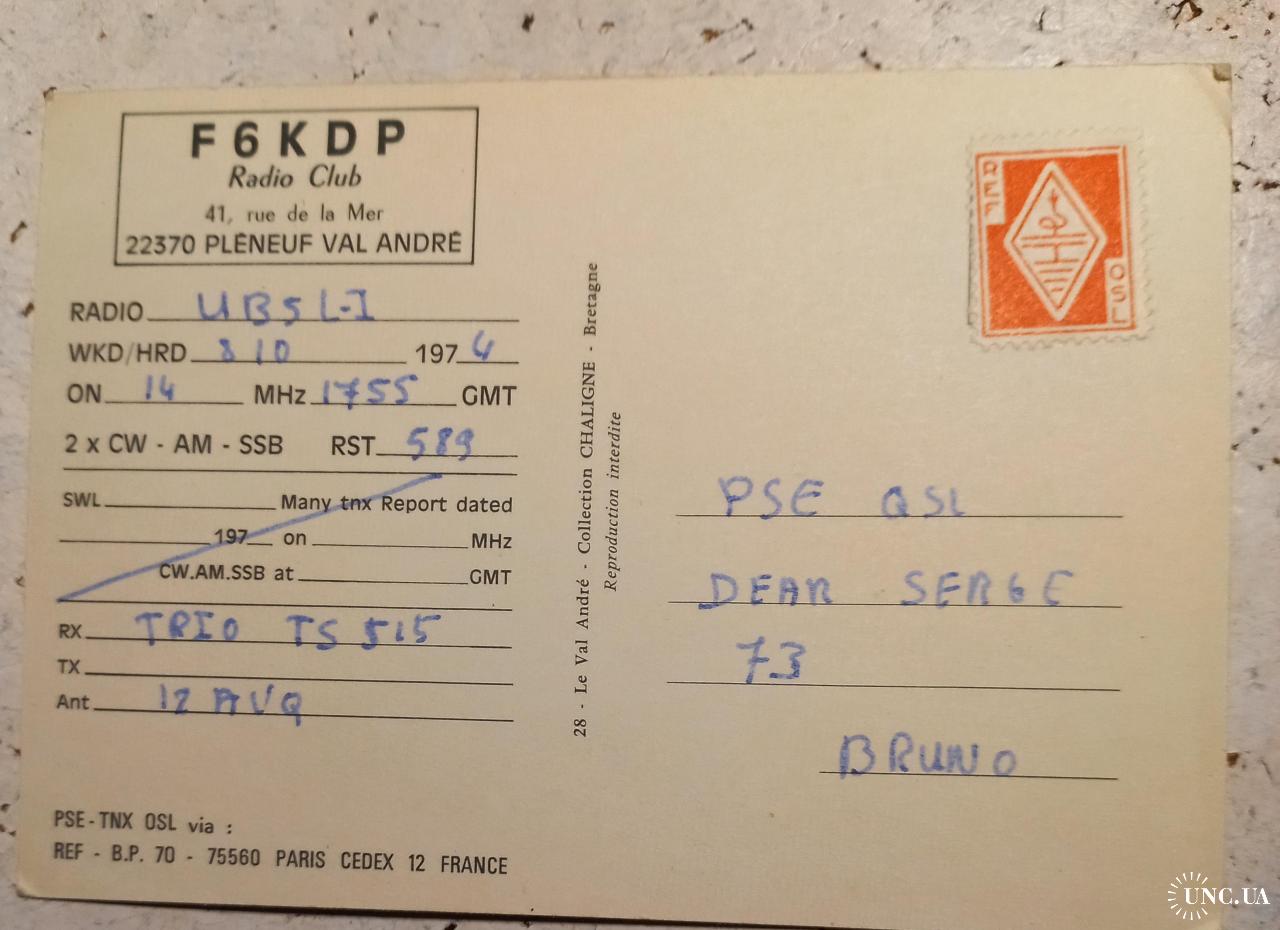 F6KDP
Radio Club
41, rue de la Mer
22370 PLÉNEUF VAL ANDRÉ
RADIO UB5L-I
WKD/HRD 8 10 1974
ON 14 MHz 1755 GMT
2 x CW - AM - SSB RST 589
SWL Many tnx Report dated
197 on MHz
CW.AM.SSB at GMT
RX TRIO TS 515
TX
Ant 12 AVQ
PSE-TNX QSL via :
REF - B.P. 70 - 75560 PARIS CEDEX 12 FRANCE
28 - Le Val André - Collection CHALIGNE - Bretagne
Reproduction interdite
REF
QSL
PSE QSL
DEAR SERGE
73
BRUNO
UNC.UA